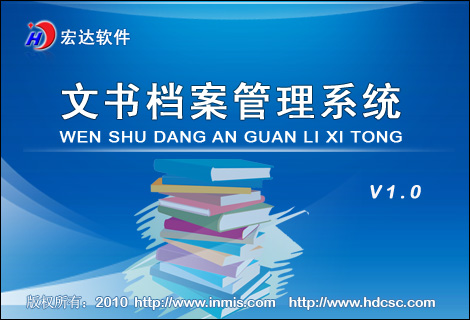 宏达软件
文书档案管理系统
WEN SHU DANG AN GUAN LI XI TONG
V1.0
版权所有：2010 http://www.inmis.com http://www.hdcsc.com